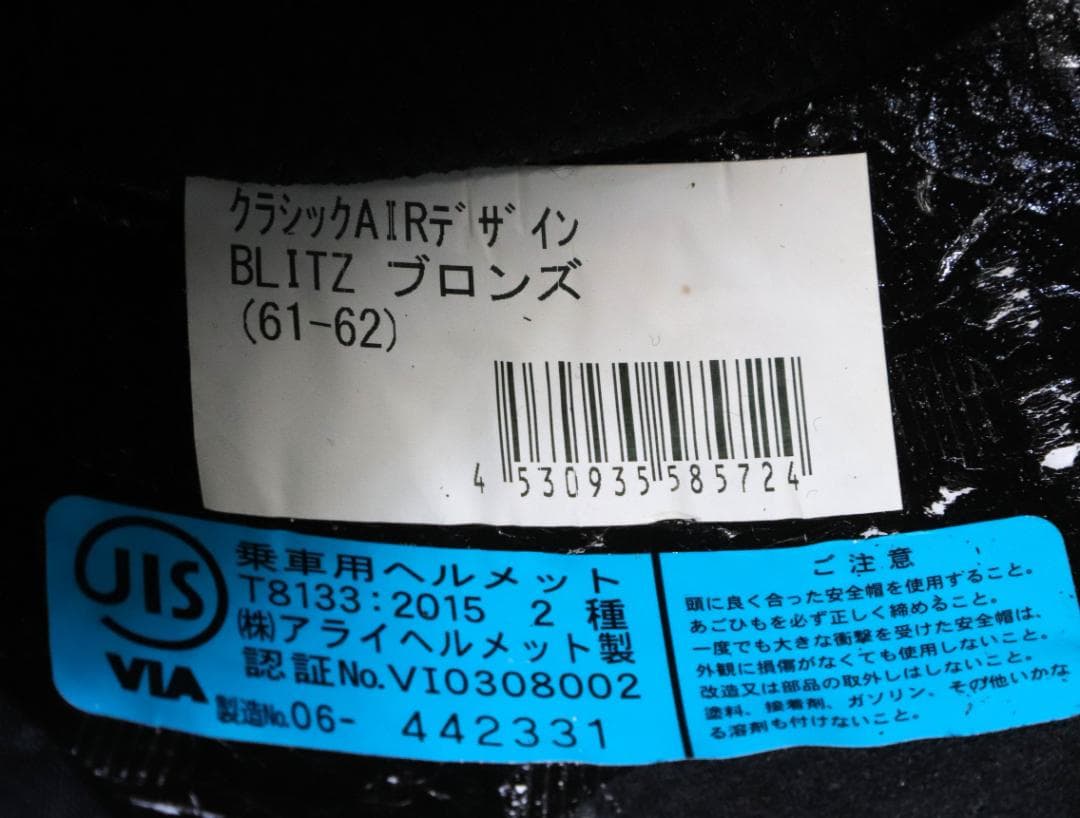 クラシックAIRデザイン
BLITZ ブロンズ
(61-62)
4 530935 585724
JIS
VIA
乗車用ヘルメット
T8133:2015 2 種
㈱アライヘルメット製
認証No.VI0308002
製造No.06- 442331
ご注意
頭に良く合った安全帽を使用すること。
あごひもを必ず正しく締めること。
一度でも大きな衝撃を受けた安全帽は、
外観に損傷がなくても使用しないこと。
改造又は部品の取外しはしないこと。
塗料、接着剤、ガソリン、その他いかな
る溶剤も付けないこと。